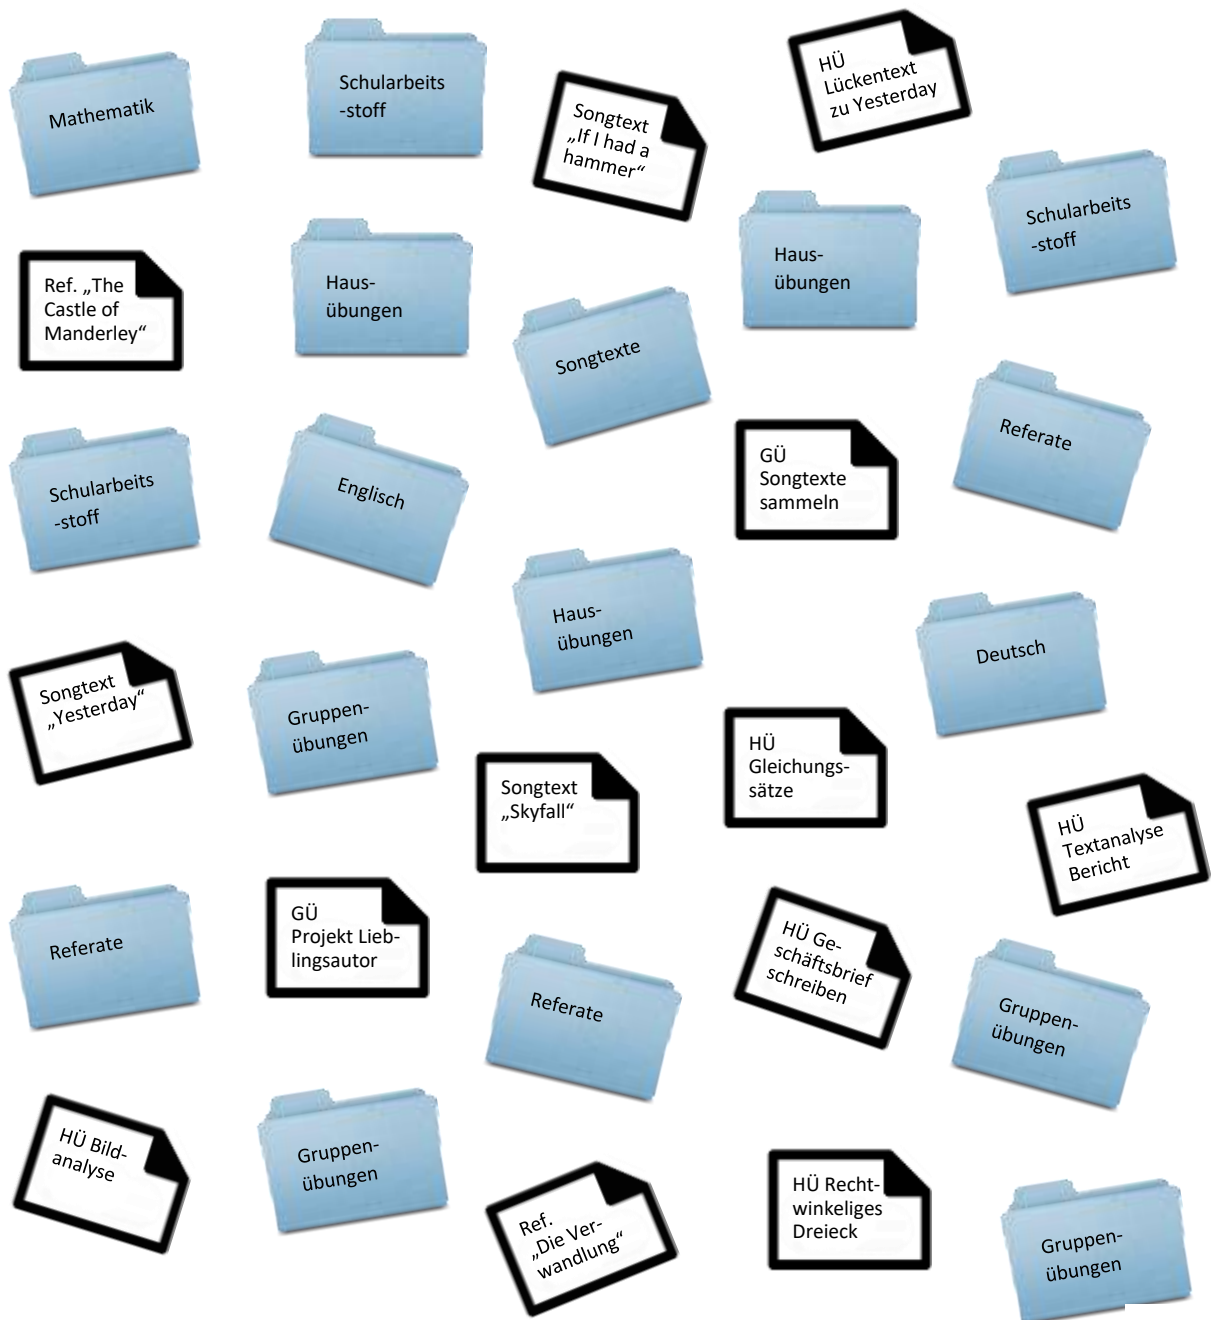 Mathematik
Schularbeits
-stoff
Songtext
„If I had a
hammer“
HÜ
Lückentext
zu Yesterday
Schularbeits
-stoff
Ref. „The
Castle of
Manderley“
Haus-
übungen
Songtexte
Haus-
übungen
Referate
Schularbeits
-stoff
Englisch
GÜ
Songtexte
sammeln
Haus-
übungen
Deutsch
Songtext
„Yesterday“
Gruppen-
übungen
Songtext
„Skyfall“
HÜ
Gleichungs-
sätze
HÜ
Textanalyse
Bericht
Referate
GÜ
Projekt Lieb-
lingsautor
Referate
HÜ Ge-
schäftsbrief
schreiben
Gruppen-
übungen
HÜ Bild-
analyse
Gruppen-
übungen
Ref.
„Die Ver-
wandlung“
HÜ Recht-
winkeliges
Dreieck
Gruppen-
übungen